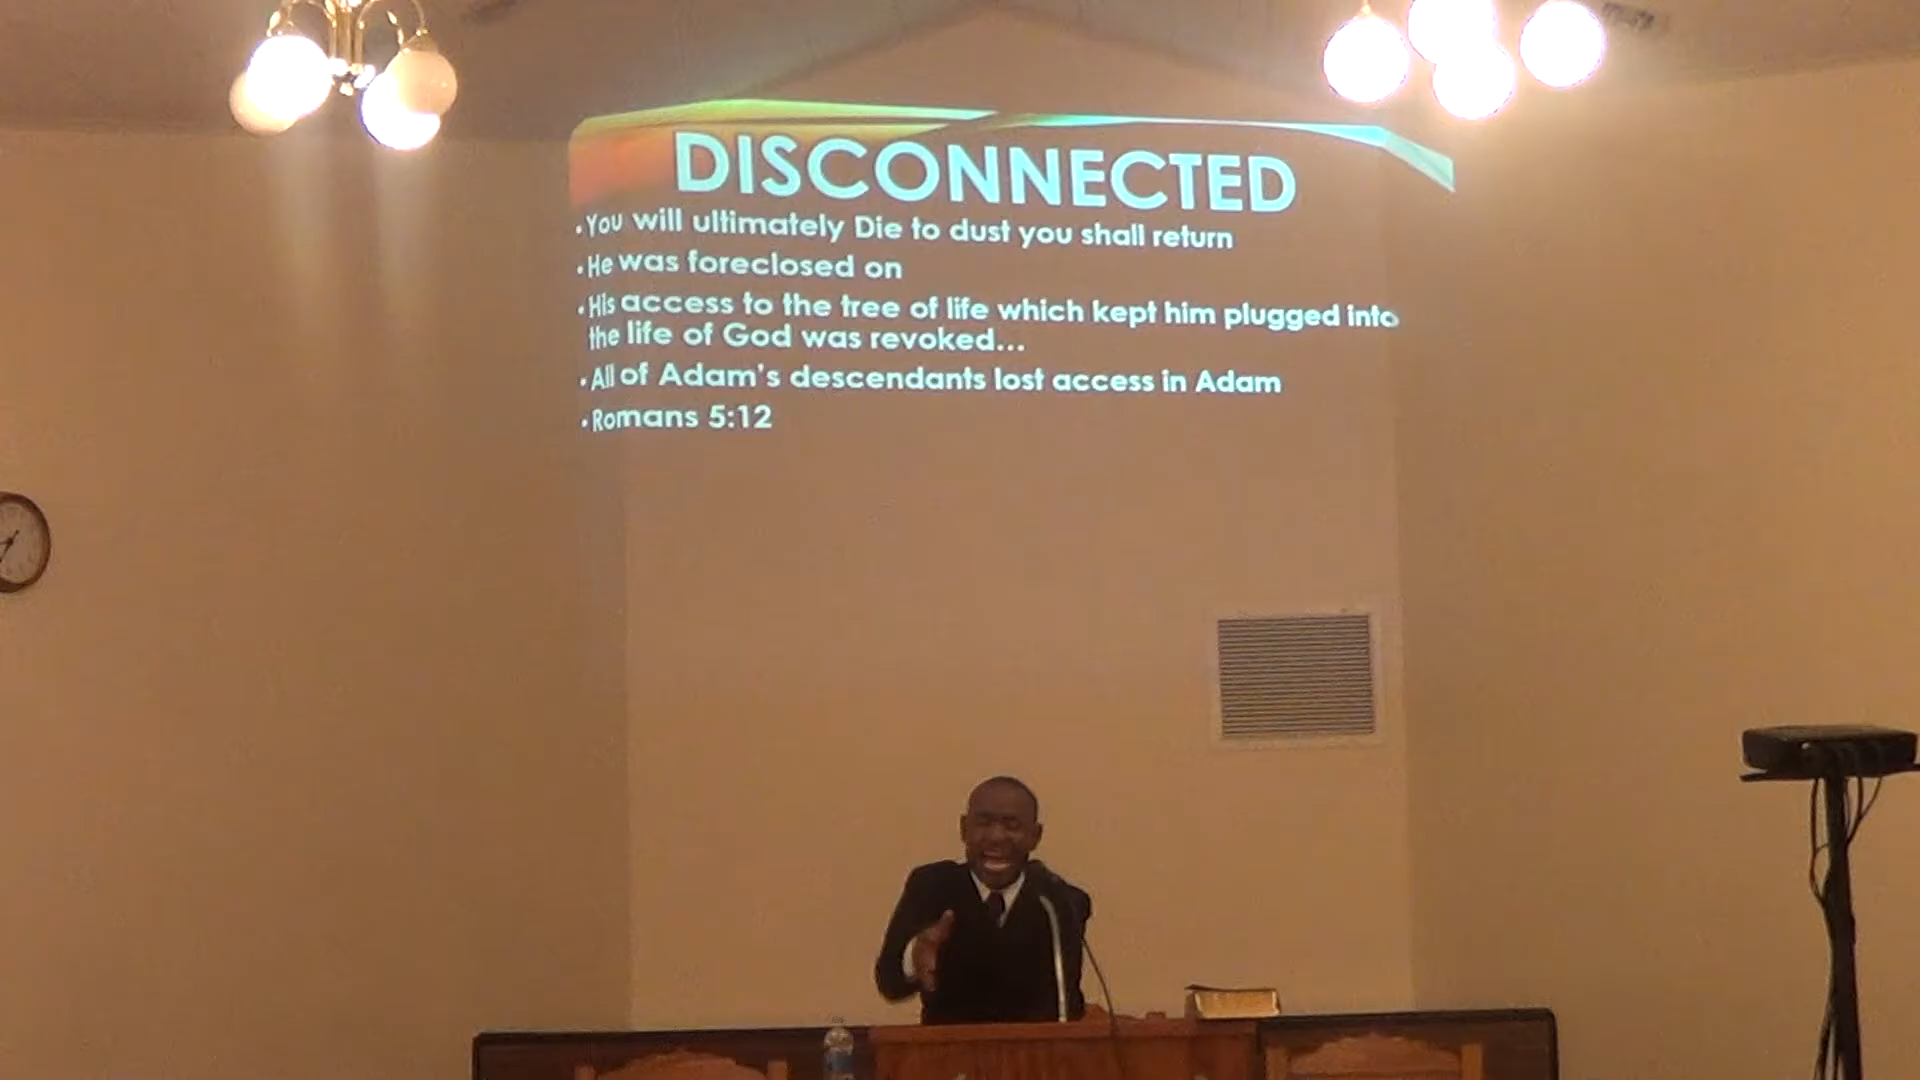 DISCONNECTED
•You will ultimately Die to dust you shall return
•He was foreclosed on
•His access to the tree of life which kept him plugged into
the life of God was revoked...
•All of Adam's descendants lost access in Adam
•Romans 5:12